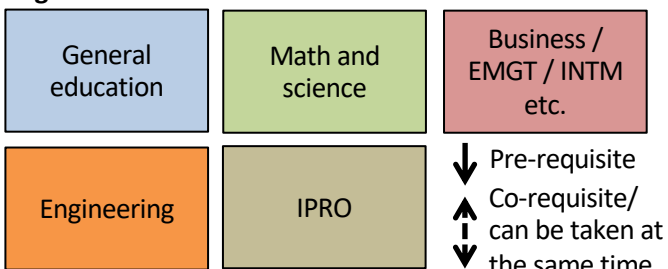 General
education
Math and
science
Business /
EMGT / INTM
etc.
Engineering
IPRO
Pre-requisite
Co-requisite/
can be taken at
the same time